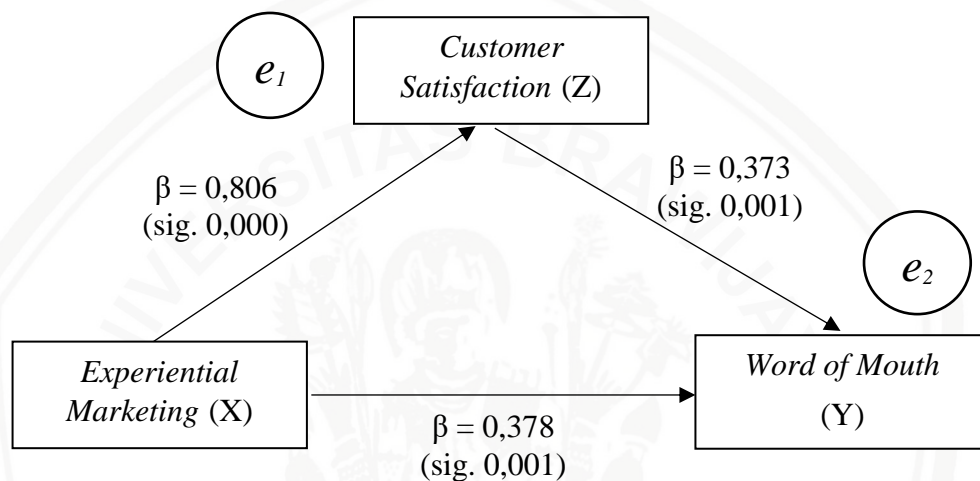 e1
Customer
Satisfaction (Z)
β = 0,806
(sig. 0,000)
β = 0,373
(sig. 0,001)
e2
Experiential
Marketing (X)
Word of Mouth
(Y)
β = 0,378
(sig. 0,001)